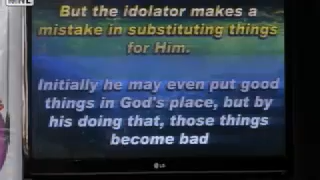 But the idolator makes a
mistake in substituting things
for Him.
Initially he may even put good
things in God's place, but by
his doing that, those things
become bad
LG